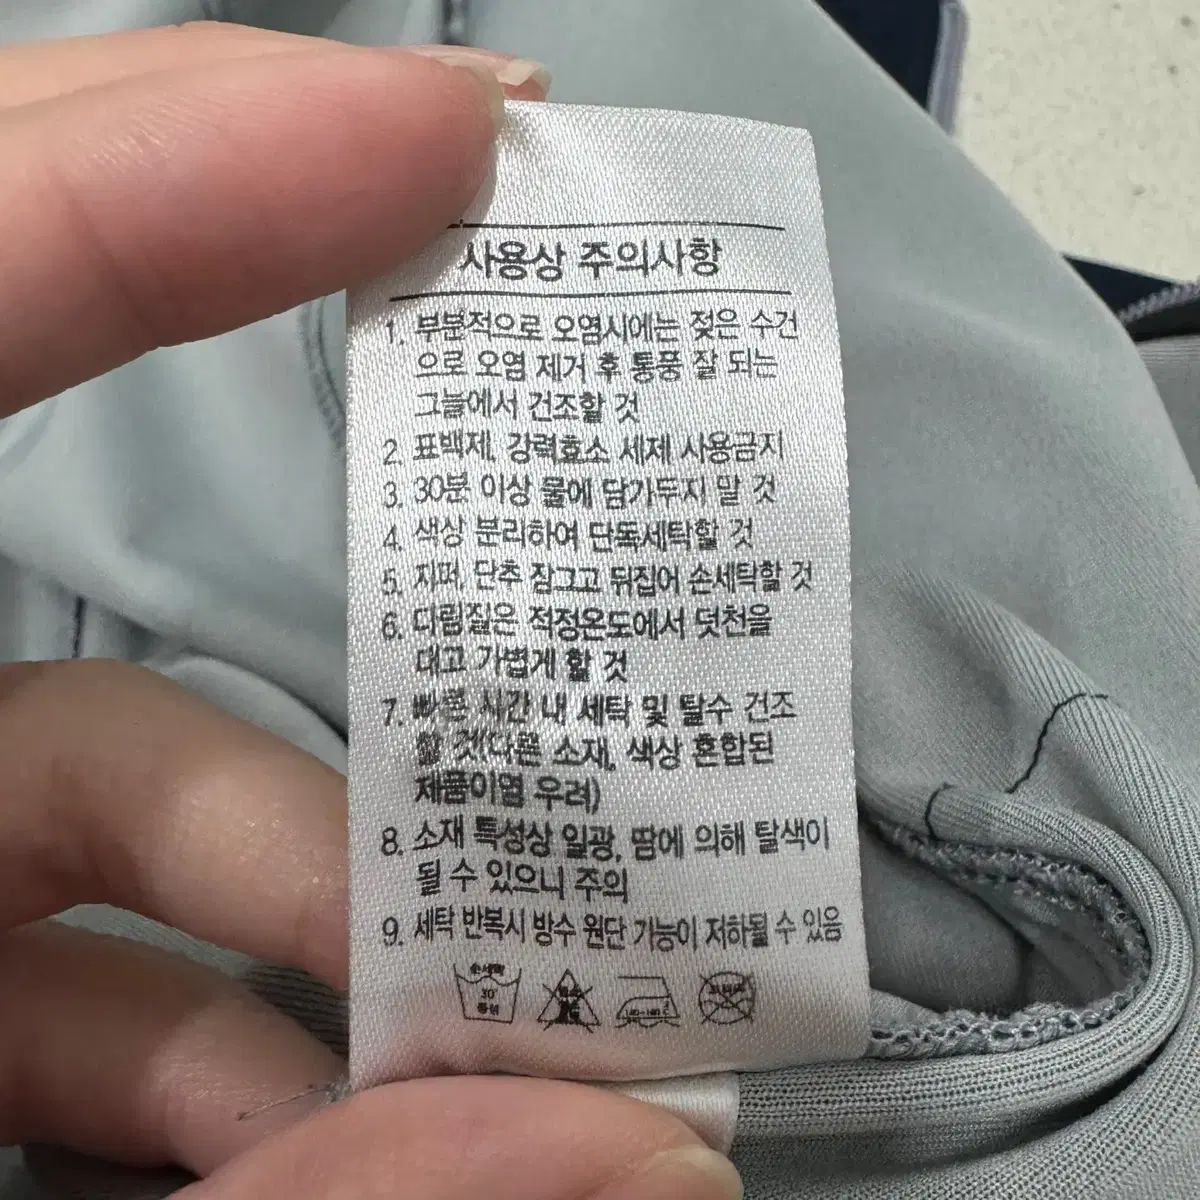 사용상 주의사항
1. 부분적으로 오염시에는 젖은 수건
으로 오염 제거 후 통풍 잘 되는
그늘에서 건조할 것
2. 표백제, 강력효소 세제 사용금지
3. 30분 이상 물에 담가두지 말 것
4. 색상 분리하여 단독세탁할 것
5. 지퍼, 단추 잠그고 뒤집어 손세탁할 것
6. 다림질은 적정온도에서 덧천을
대고 가볍게 할 것
7. 빠른 시간 내 세탁 및 탈수 건조
할 것(다른 소재, 색상 혼합된
제품이염 우려)
8. 소재 특성상 일광, 땀에 의해 탈색이
될 수 있으니 주의
9. 세탁 반복시 방수 원단 기능이 저하될 수 있음
손세탁
30°
중성